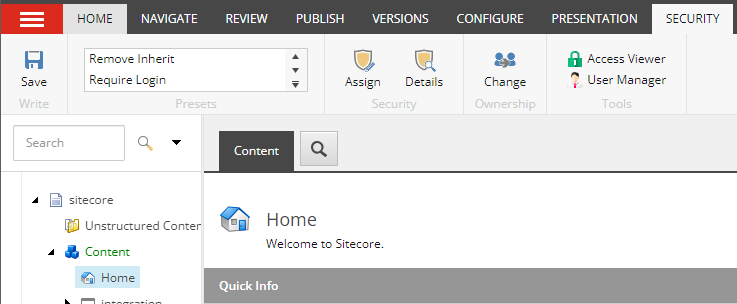 HOME NAVIGATE REVIEW PUBLISH VERSIONS CONFIGURE PRESENTATION SECURITY
Remove Inherit
Require Login
Save
Assign
Details
Change
Access Viewer
User Manager
Write
Presets
Security
Ownership
Tools
Search
Content
sitecore
Unstructured Conten
Content
Home
integration
Home
Welcome to Sitecore.
Quick Info